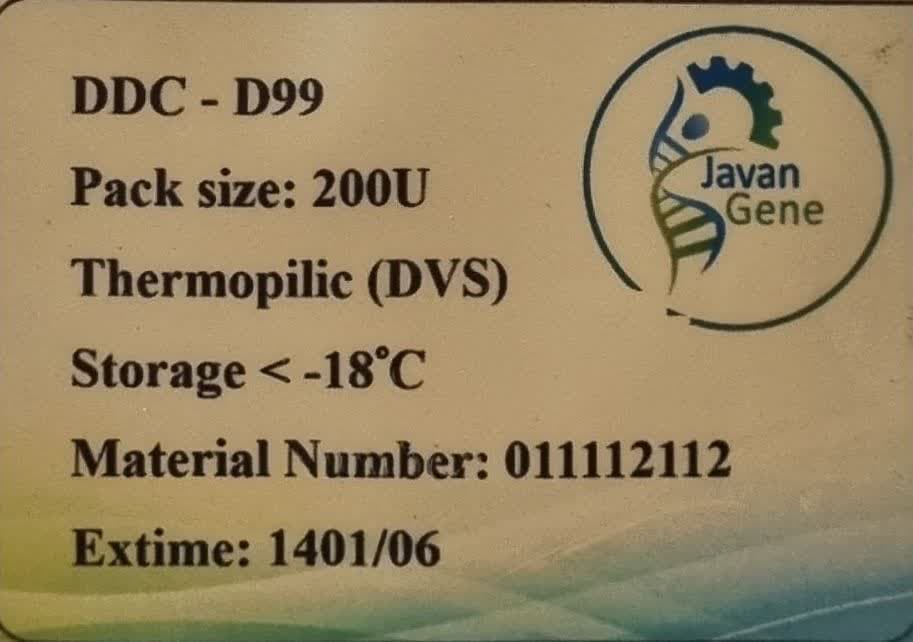 DDC - D99
Pack size: 200U
Thermopilic (DVS)
Storage < -18°C
Material Number: 011112112
Extime: 1401/06
Javan
Gene